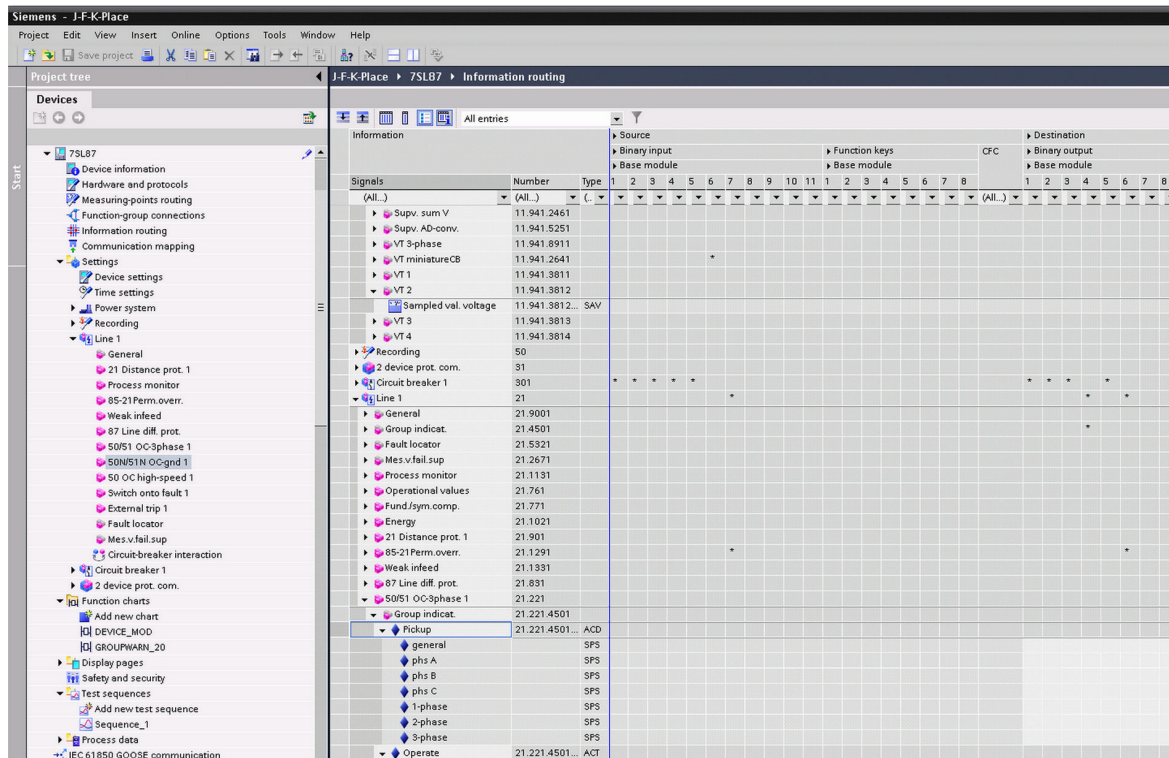 Siemens - J-F-K-Place
Project Edit View Insert Online Options Tools Window Help
Save project
Project tree
J-F-K-Place 7SL87 Information routing
Devices
All entries
Start
7SL87
Device information
Hardware and protocols
Measuring-points routing
Function-group connections
Information routing
Communication mapping
Settings
Device settings
Time settings
Power system
Recording
Line 1
General
21 Distance prot. 1
Process monitor
85-21Perm.overr.
Weak infeed
87 Line diff. prot.
50/51 OC-3phase 1
50N/51N OC-gnd 1
50 OC high-speed 1
Switch onto fault 1
External trip 1
Fault locator
Mes.v.fail.sup
Circuit-breaker interaction
Circuit breaker 1
2 device prot. com.
Function charts
Add new chart
DEVICE_MOD
GROUPWARN_20
Display pages
Safety and security
Test sequences
Add new test sequence
Sequence_1
Process data
IEC 61850 GOOSE communication
Information Source Destination
Binary input Function keys CFC Binary output
Base module Base module Base module
Signals Number Type 1 2 3 4 5 6 7 8 9 10 11 1 2 3 4 5 6 7 8 1 2 3 4 5 6 7 8
(All...) (All...) (.. (All...)
Supv. sum V 11.941.2461
Supv. AD-conv. 11.941.5251
VT 3-phase 11.941.8911
VT miniatureCB 11.941.2641 *
VT 1 11.941.3811
VT 2 11.941.3812
Sampled val. voltage 11.941.3812... SAV
VT 3 11.941.3813
VT 4 11.941.3814
Recording 50
2 device prot. com. 31
Circuit breaker 1 301 * * * * * * * * *
Line 1 21 * * *
General 21.9001
Group indicat. 21.4501 *
Fault locator 21.5321
Mes.v.fail.sup 21.2671
Process monitor 21.1131
Operational values 21.761
Fund./sym.comp. 21.771
Energy 21.1021
21 Distance prot. 1 21.901
85-21Perm.overr. 21.1291 * *
Weak infeed 21.1331
87 Line diff. prot. 21.831
50/51 OC-3phase 1 21.221
Group indicat. 21.221.4501
Pickup 21.221.4501... ACD
general SPS
phs A SPS
phs B SPS
phs C SPS
1-phase SPS
2-phase SPS
3-phase SPS
Operate 21.221.4501... ACT